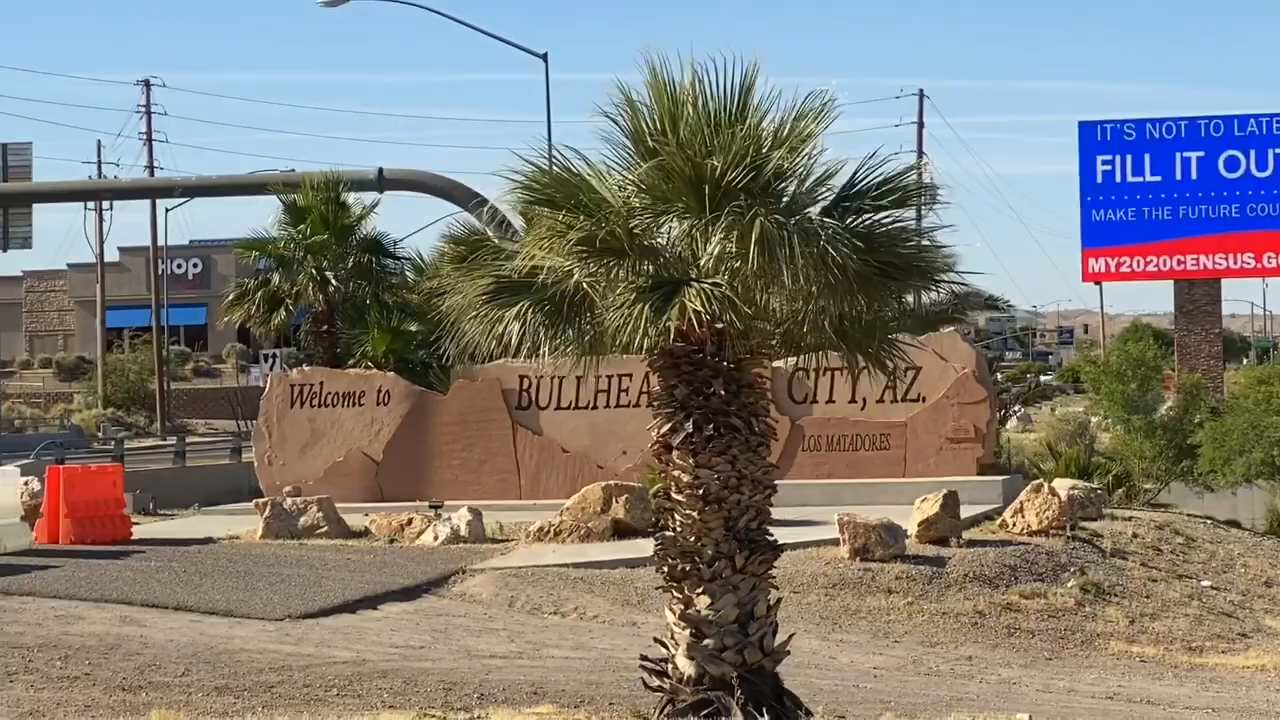 IHOP
Welcome to
BULLHEA CITY, AZ.
LOS MATADORES
IT'S NOT TO LATE
FILL IT OUT
MAKE THE FUTURE COU
MY2020CENSUS.GO